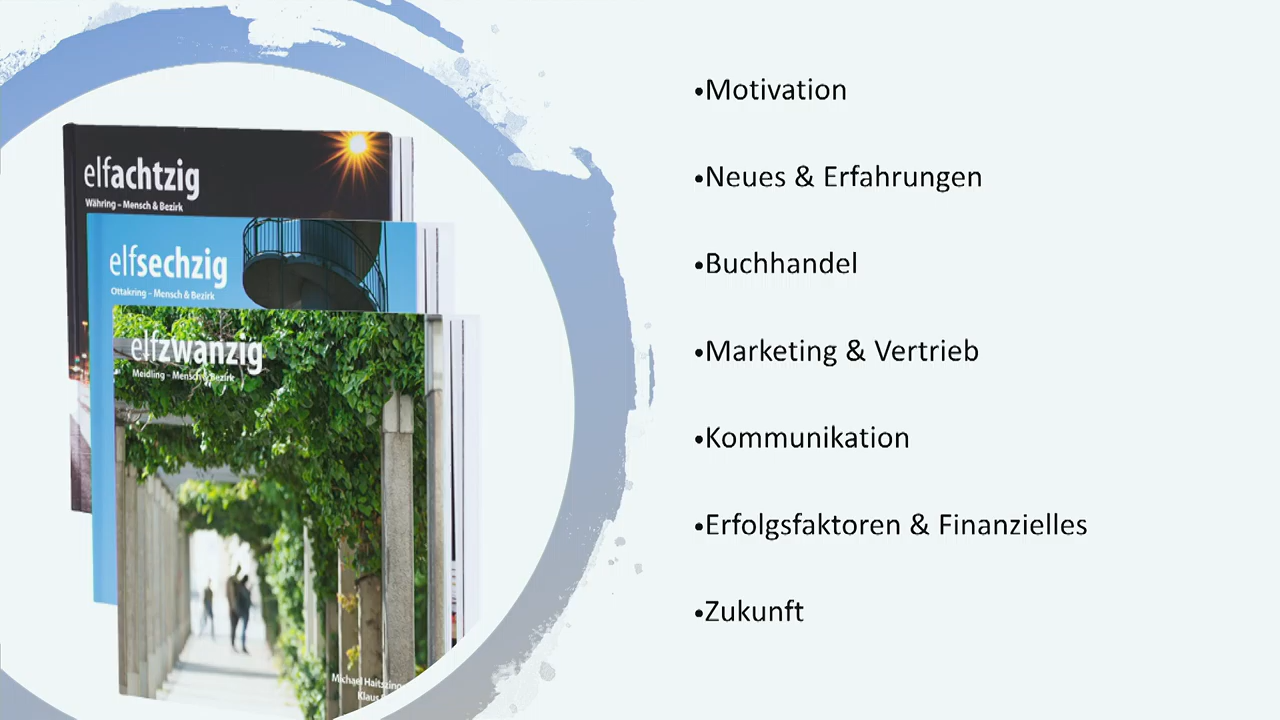 elfachtzig
Währing – Mensch & Bezirk
elfsechzig
Ottakring – Mensch & Bezirk
elfzwanzig
Meidling – Mensch & Bezirk
Michael
Klaus
•Motivation
•Neues & Erfahrungen
•Buchhandel
•Marketing & Vertrieb
•Kommunikation
•Erfolgsfaktoren & Finanzielles
•Zukunft